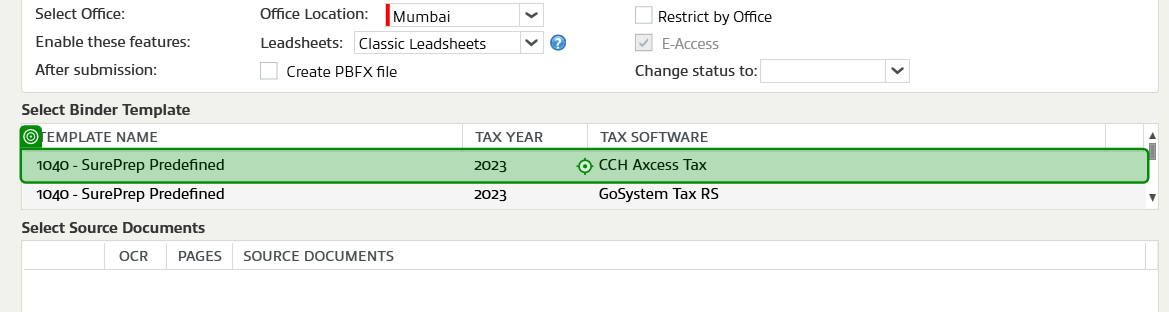 Select Office: Office Location: Mumbai Restrict by Office
Enable these features: Leadsheets: Classic Leadsheets ? E-Access
After submission: Create PBFX file Change status to:
Select Binder Template
TEMPLATE NAME TAX YEAR TAX SOFTWARE
1040 - SurePrep Predefined 2023 CCH Axcess Tax
1040 - SurePrep Predefined 2023 GoSystem Tax RS
Select Source Documents
OCR PAGES SOURCE DOCUMENTS